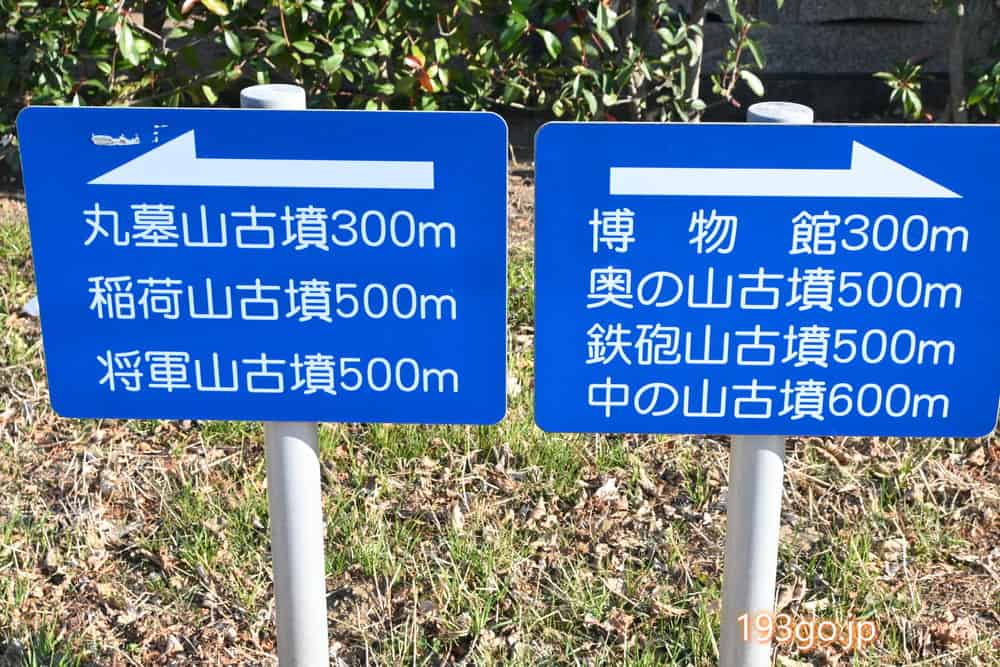 丸墓山古墳300m
稲荷山古墳500m
将軍山古墳500m
博物館300m
奥の山古墳500m
鉄砲山古墳500m
中の山古墳600m
193go.jp